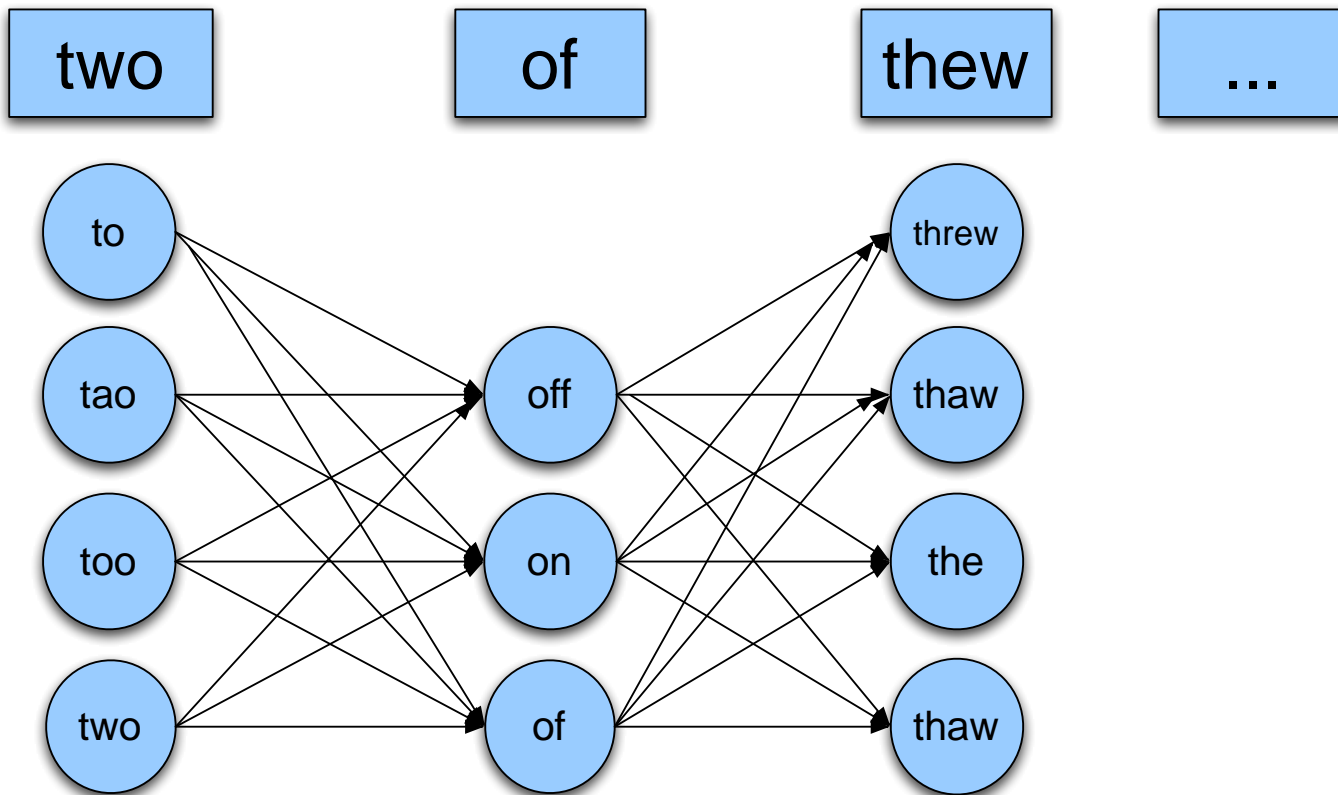 two of thew ...
to threw
tao off thaw
too on the
two of thaw